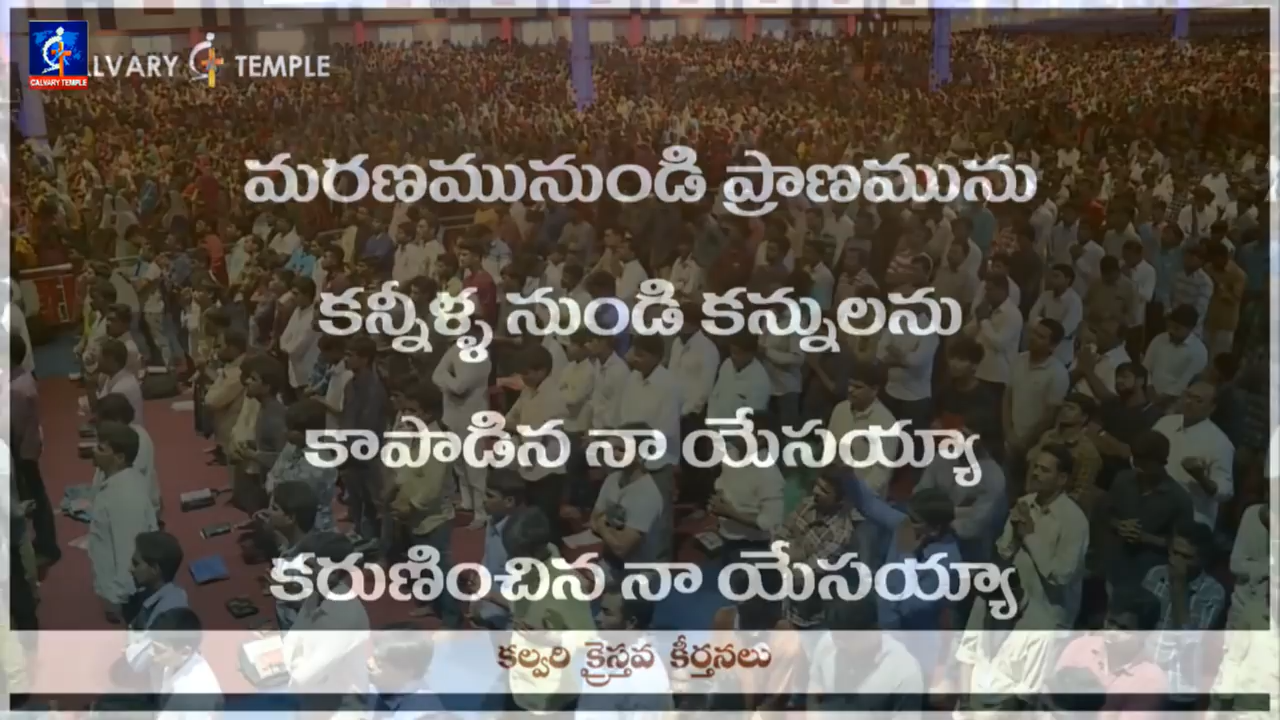 CALVARY TEMPLE
LVARY TEMPLE
మరణమునుండి ప్రాణమును
కన్నీళ్ళ నుండి కన్నులను
కాపాడిన నా యేసయ్యా
కరుణించిన నా యేసయ్యా
కల్వరి క్రైస్తవ కీర్తనలు